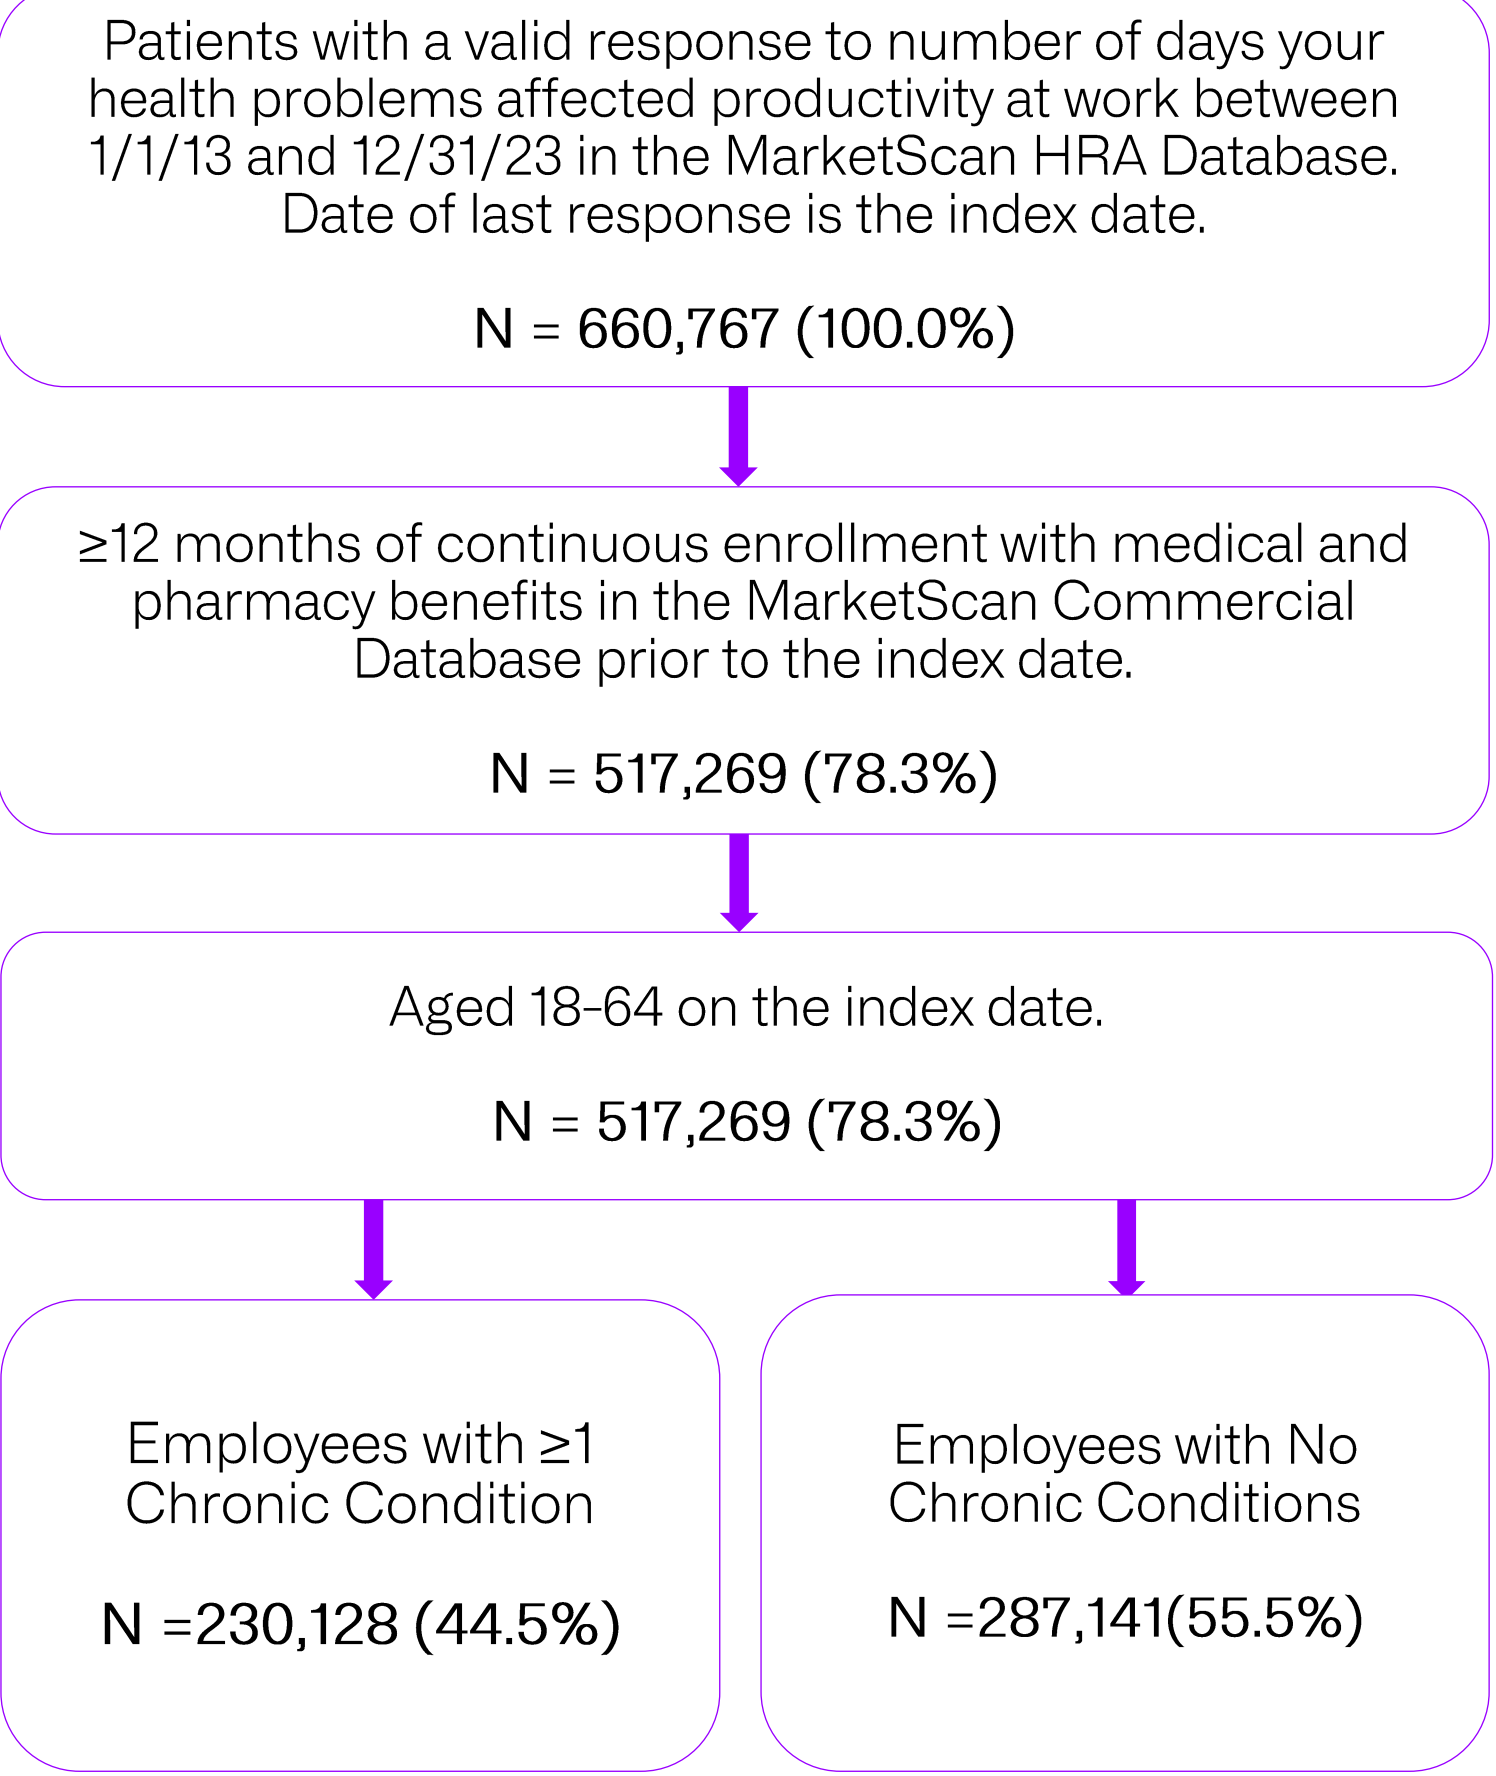 Patients with a valid response to number of days your
health problems affected productivity at work between
1/1/13 and 12/31/23 in the MarketScan HRA Database.
Date of last response is the index date.
N = 660,767 (100.0%)
≥12 months of continuous enrollment with medical and
pharmacy benefits in the MarketScan Commercial
Database prior to the index date.
N = 517,269 (78.3%)
Aged 18-64 on the index date.
N = 517,269 (78.3%)
Employees with ≥1
Chronic Condition
N =230,128 (44.5%)
Employees with No
Chronic Conditions
N =287,141(55.5%)